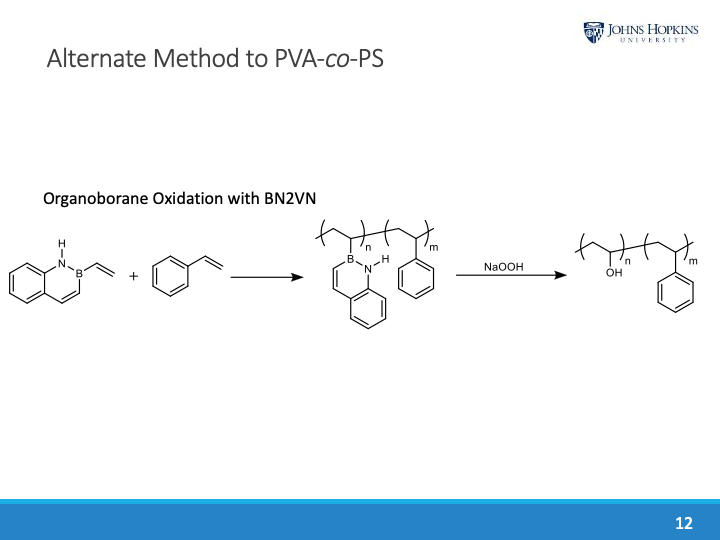 JOHNS HOPKINS
UNIVERSITY
Alternate Method to PVA-co-PS
Organoborane Oxidation with BN2VN
H
N
B
+
n
m
B
N
H
NaOOH
n
m
OH
12